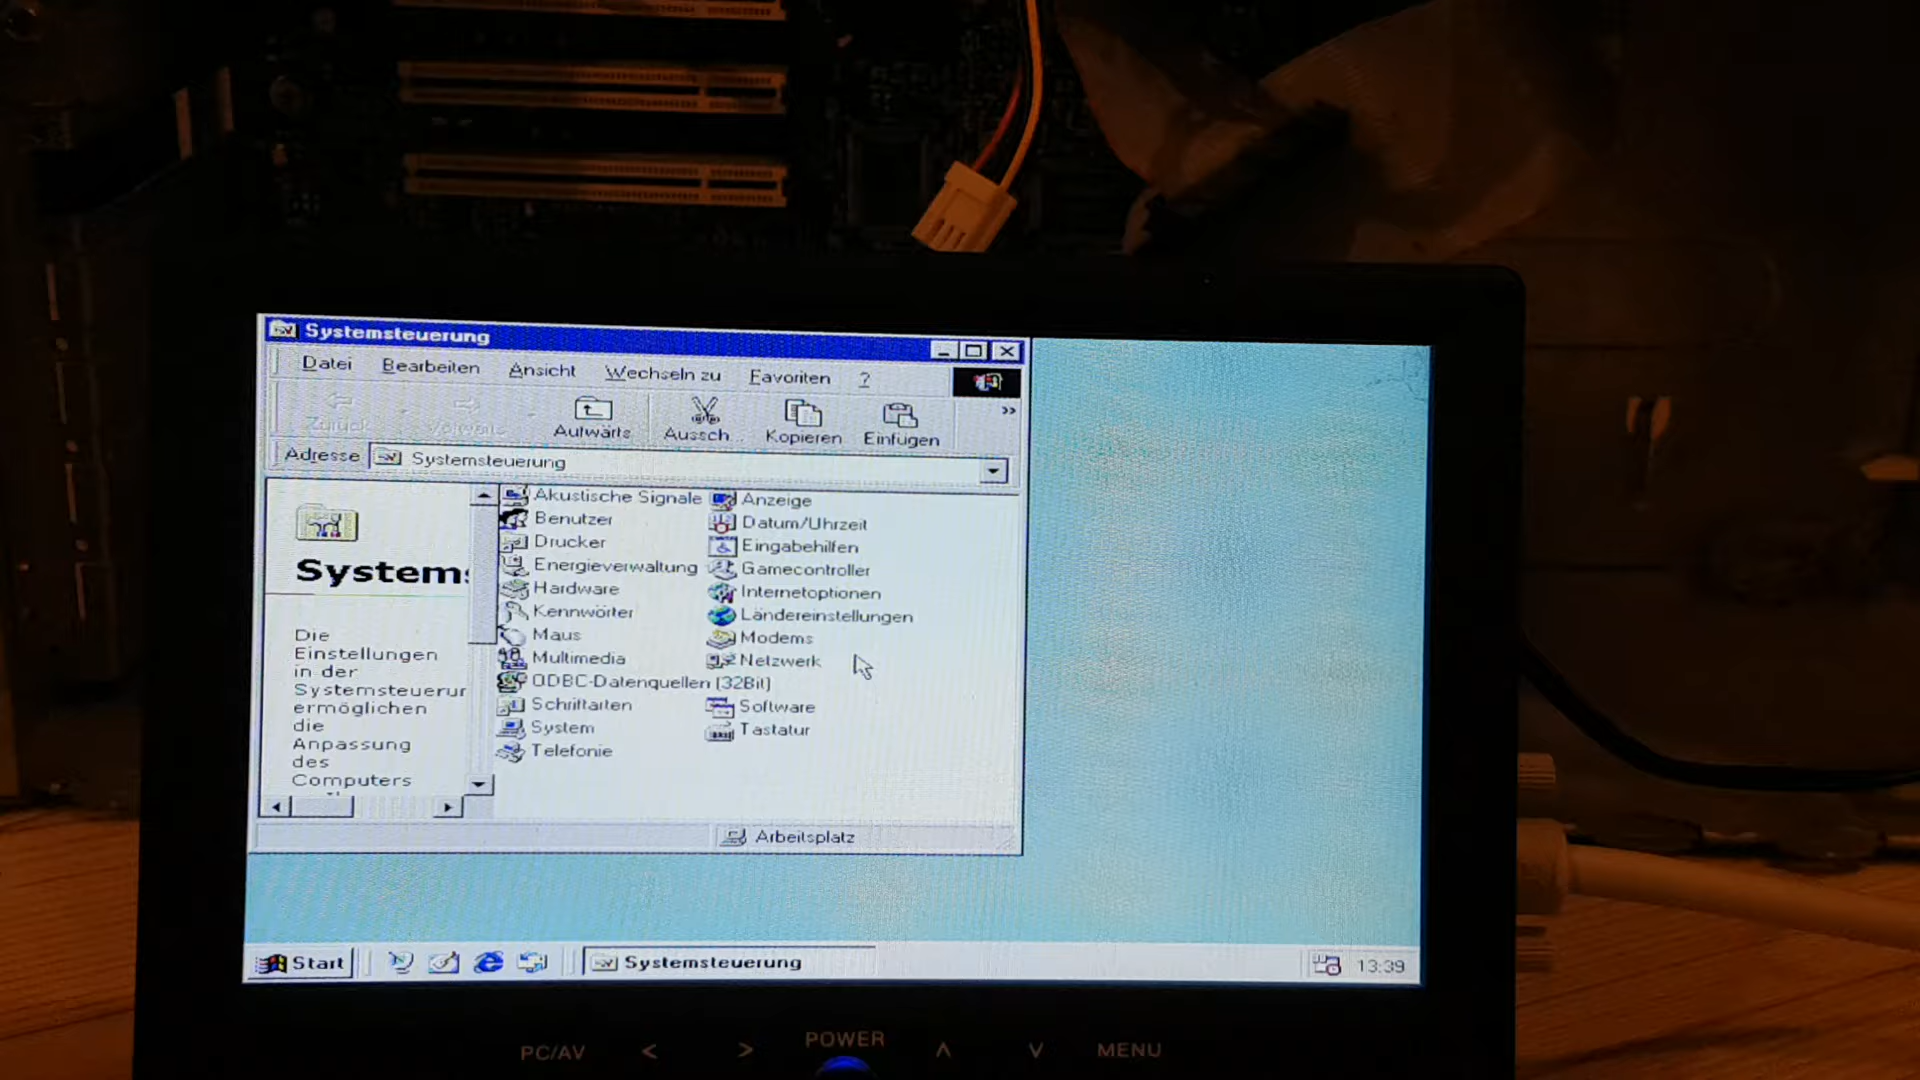 Systemsteuerung
Datei Bearbeiten Ansicht Wechseln zu Favoriten ?
Zurück Vorwärts Aufwärts Aussch... Kopieren Einfügen
Adresse Systemsteuerung
Systems
Die
Einstellungen
in der
Systemsteuerur
ermöglichen
die
Anpassung
des
Computers
Akustische Signale Anzeige
Benutzer Datum/Uhrzeit
Drucker Eingabehilfen
Energieverwaltung Gamecontroller
Hardware Internetoptionen
Kennwörter Ländereinstellungen
Maus Modems
Multimedia Netzwerk
ODBC-Datenquellen (32Bit)
Schriftarten Software
System Tastatur
Telefonie
Arbeitsplatz
Start Systemsteuerung 13:39
PC/AV < > POWER ∧ ∨ MENU